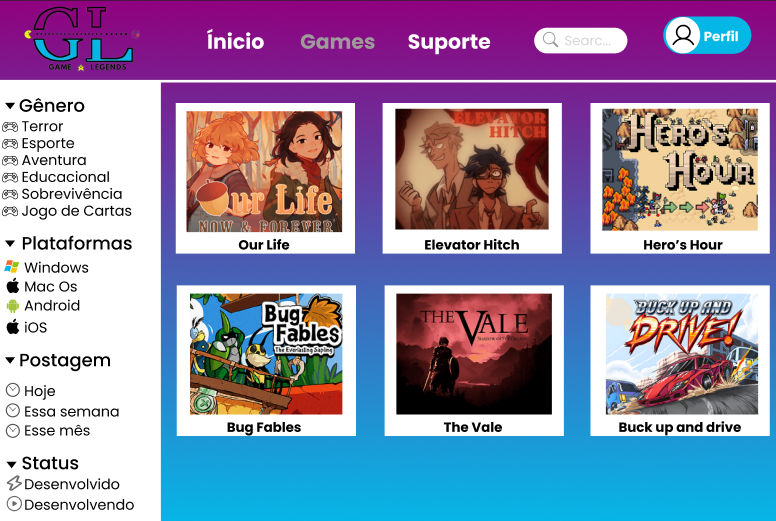 GL
GAME LEGENDS
Ínicio
Games
Suporte
Searc...
Perfil
Gênero
Terror
Esporte
Aventura
Educacional
Sobrevivência
Jogo de Cartas
Plataformas
Windows
Mac Os
Android
iOS
Postagem
Hoje
Essa semana
Esse mês
Status
Desenvolvido
Desenvolvendo
Our Life
NOW & FOREVER
Our Life
ELEVATOR
HITCH
Elevator Hitch
HERO'S
HOUR
Hero's Hour
Bug
Fables
The Everlasting Sapling
Bug Fables
THE VALE
The Vale
BUCK UP AND
DRIVE!
Buck up and drive